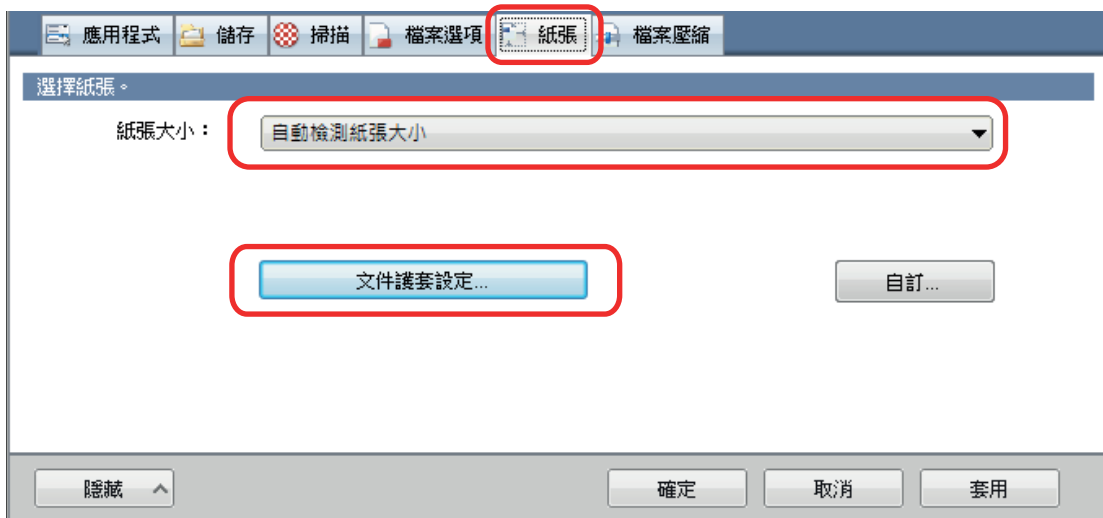 應用程式 儲存 掃描 檔案選項 紙張 檔案壓縮
選擇紙張。
紙張大小： 自動檢測紙張大小
文件護套設定... 自訂...
隱藏 確定 取消 套用